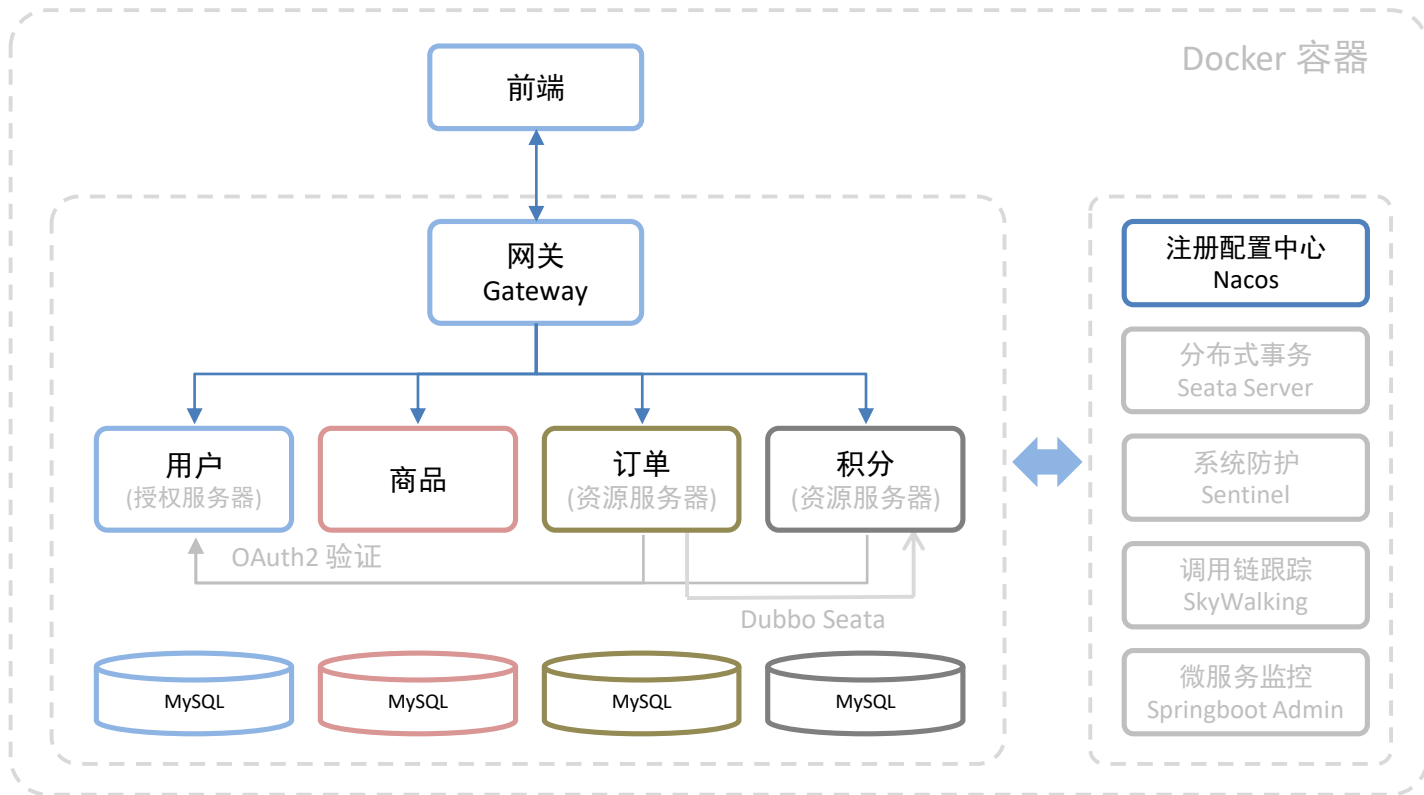 Docker 容器
前端
网关
Gateway
用户
(授权服务器)
商品
订单
(资源服务器)
积分
(资源服务器)
OAuth2 验证
Dubbo Seata
MySQL
MySQL
MySQL
MySQL
注册配置中心
Nacos
分布式事务
Seata Server
系统防护
Sentinel
调用链跟踪
SkyWalking
微服务监控
Springboot Admin